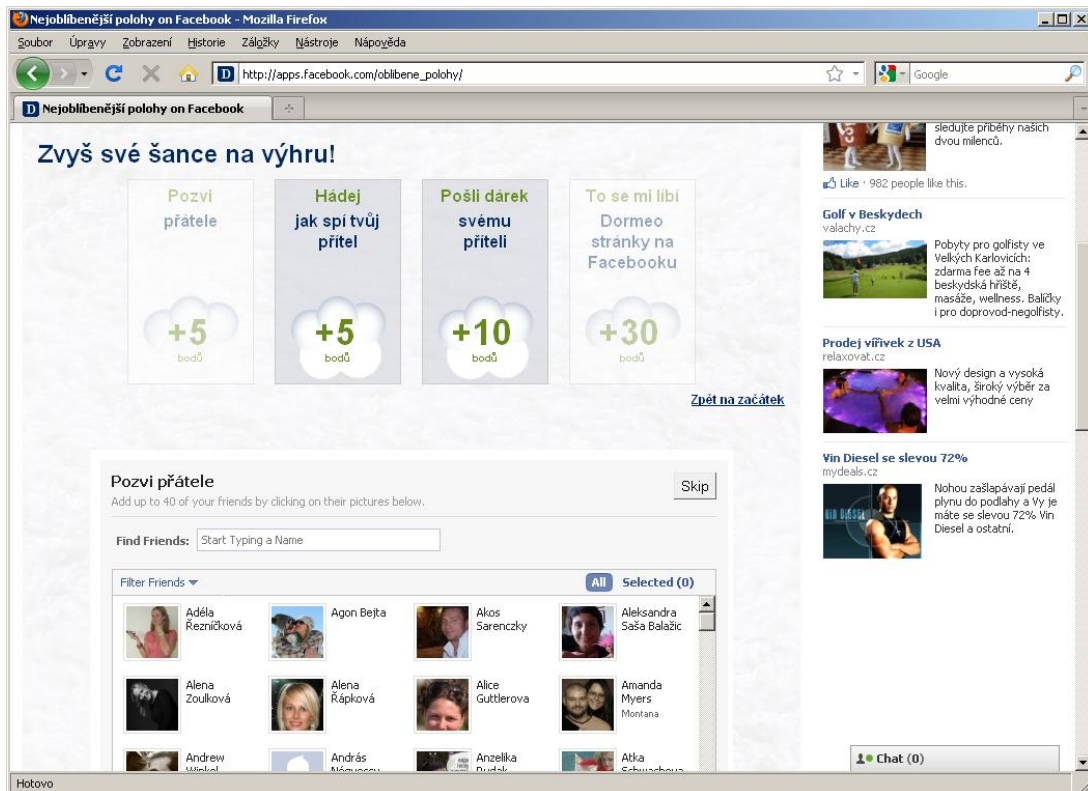 Nejoblíbenější polohy on Facebook - Mozilla Firefox
Soubor Úpravy Zobrazení Historie Záložky Nástroje Nápověda
http://apps.facebook.com/oblibene_polohy/
Google
Nejoblíbenější polohy on Facebook
Zvyš své šance na výhru!
Pozvi
přátele
+5
bodů
Hádej
jak spí tvůj
přítel
+5
bodů
Pošli dárek
svému
příteli
+10
bodů
To se mi líbí
Dormeo
stránky na
Facebooku
+30
bodů
Zpět na začátek
Pozvi přátele
Skip
Add up to 40 of your friends by clicking on their pictures below.
Find Friends: Start Typing a Name
Filter Friends
All Selected (0)
Adéla
Řezníčková
Agon Bejta
Akos
Sarenczky
Aleksandra
Saša Balažic
Alena
Zoulková
Alena
Řápková
Alice
Guttlerova
Amanda
Myers
Montana
Andrew
András
Anzelika
Atka
sledujte příběhy našich
dvou milenců.
Like · 982 people like this.
Golf v Beskydech
valachy.cz
Pobyty pro golfisty ve
Velkých Karlovicích:
zdarma fee až na 4
beskydská hřiště,
masáže, wellness. Balíčky
i pro doprovod-negolfisty.
Prodej vířivek z USA
relaxovat.cz
Nový design a vysoká
kvalita, široký výběr za
velmi výhodné ceny
Vin Diesel se slevou 72%
mydeals.cz
VIN DIESEL
Nohou zašlapávají pedál
plynu do podlahy a Vy je
máte se slevou 72% Vin
Diesel a ostatní.
Chat (0)
Hotovo